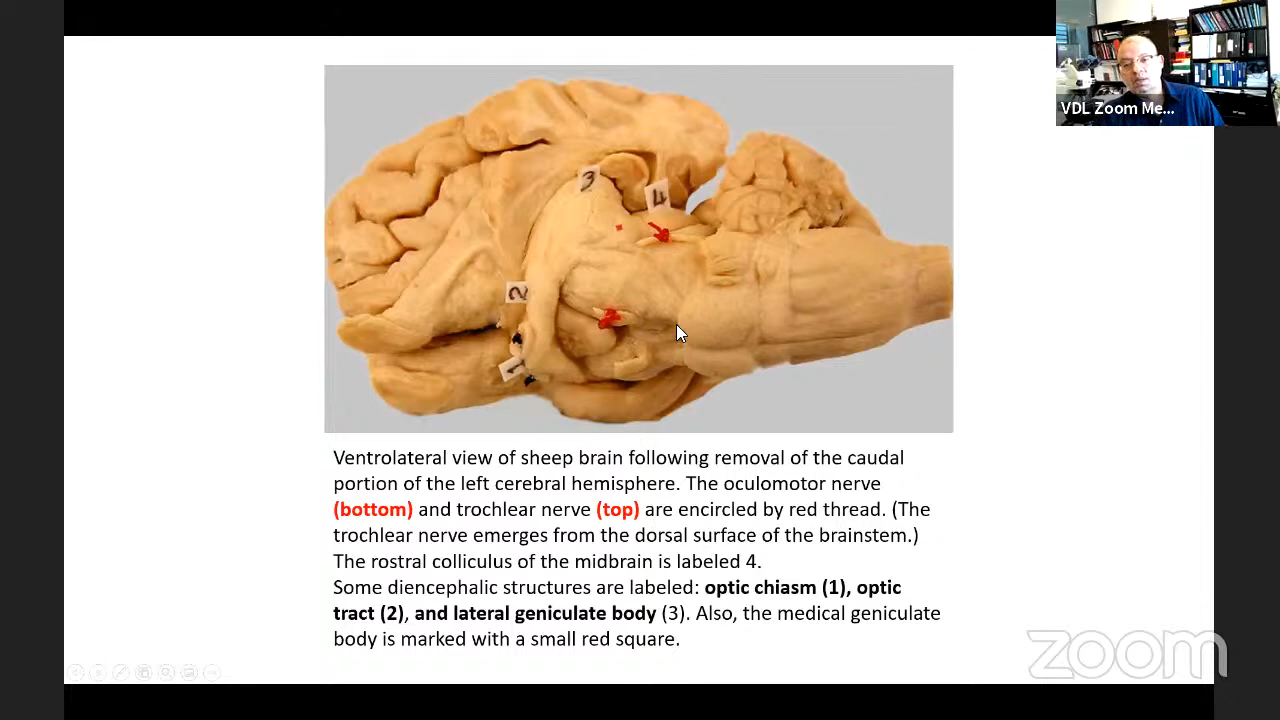 VDL Zoom Me...
3
4
2
1
Ventrolateral view of sheep brain following removal of the caudal
portion of the left cerebral hemisphere. The oculomotor nerve
(bottom) and trochlear nerve (top) are encircled by red thread. (The
trochlear nerve emerges from the dorsal surface of the brainstem.)
The rostral colliculus of the midbrain is labeled 4.
Some diencephalic structures are labeled: optic chiasm (1), optic
tract (2), and lateral geniculate body (3). Also, the medical geniculate
body is marked with a small red square.
zoom